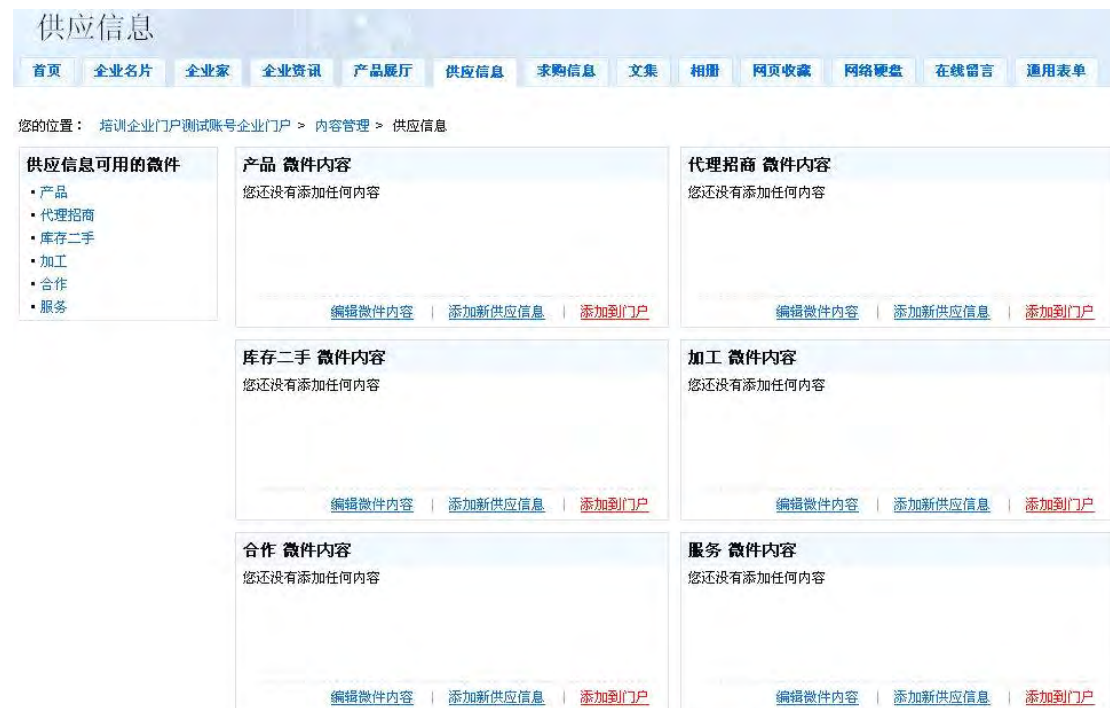 供应信息
首页 企业名片 企业家 企业资讯 产品展厅 供应信息 求购信息 文集 相册 网页收藏 网络硬盘 在线留言 通用表单
您的位置： 培训企业门户测试账号企业门户 > 内容管理 > 供应信息
供应信息可用的微件
▪产品
▪代理招商
▪库存二手
▪加工
▪合作
▪服务
产品 微件内容
您还没有添加任何内容
编辑微件内容 | 添加新供应信息 | 添加到门户
代理招商 微件内容
您还没有添加任何内容
编辑微件内容 | 添加新供应信息 | 添加到门户
库存二手 微件内容
您还没有添加任何内容
编辑微件内容 | 添加新供应信息 | 添加到门户
加工 微件内容
您还没有添加任何内容
编辑微件内容 | 添加新供应信息 | 添加到门户
合作 微件内容
您还没有添加任何内容
编辑微件内容 | 添加新供应信息 | 添加到门户
服务 微件内容
您还没有添加任何内容
编辑微件内容 | 添加新供应信息 | 添加到门户